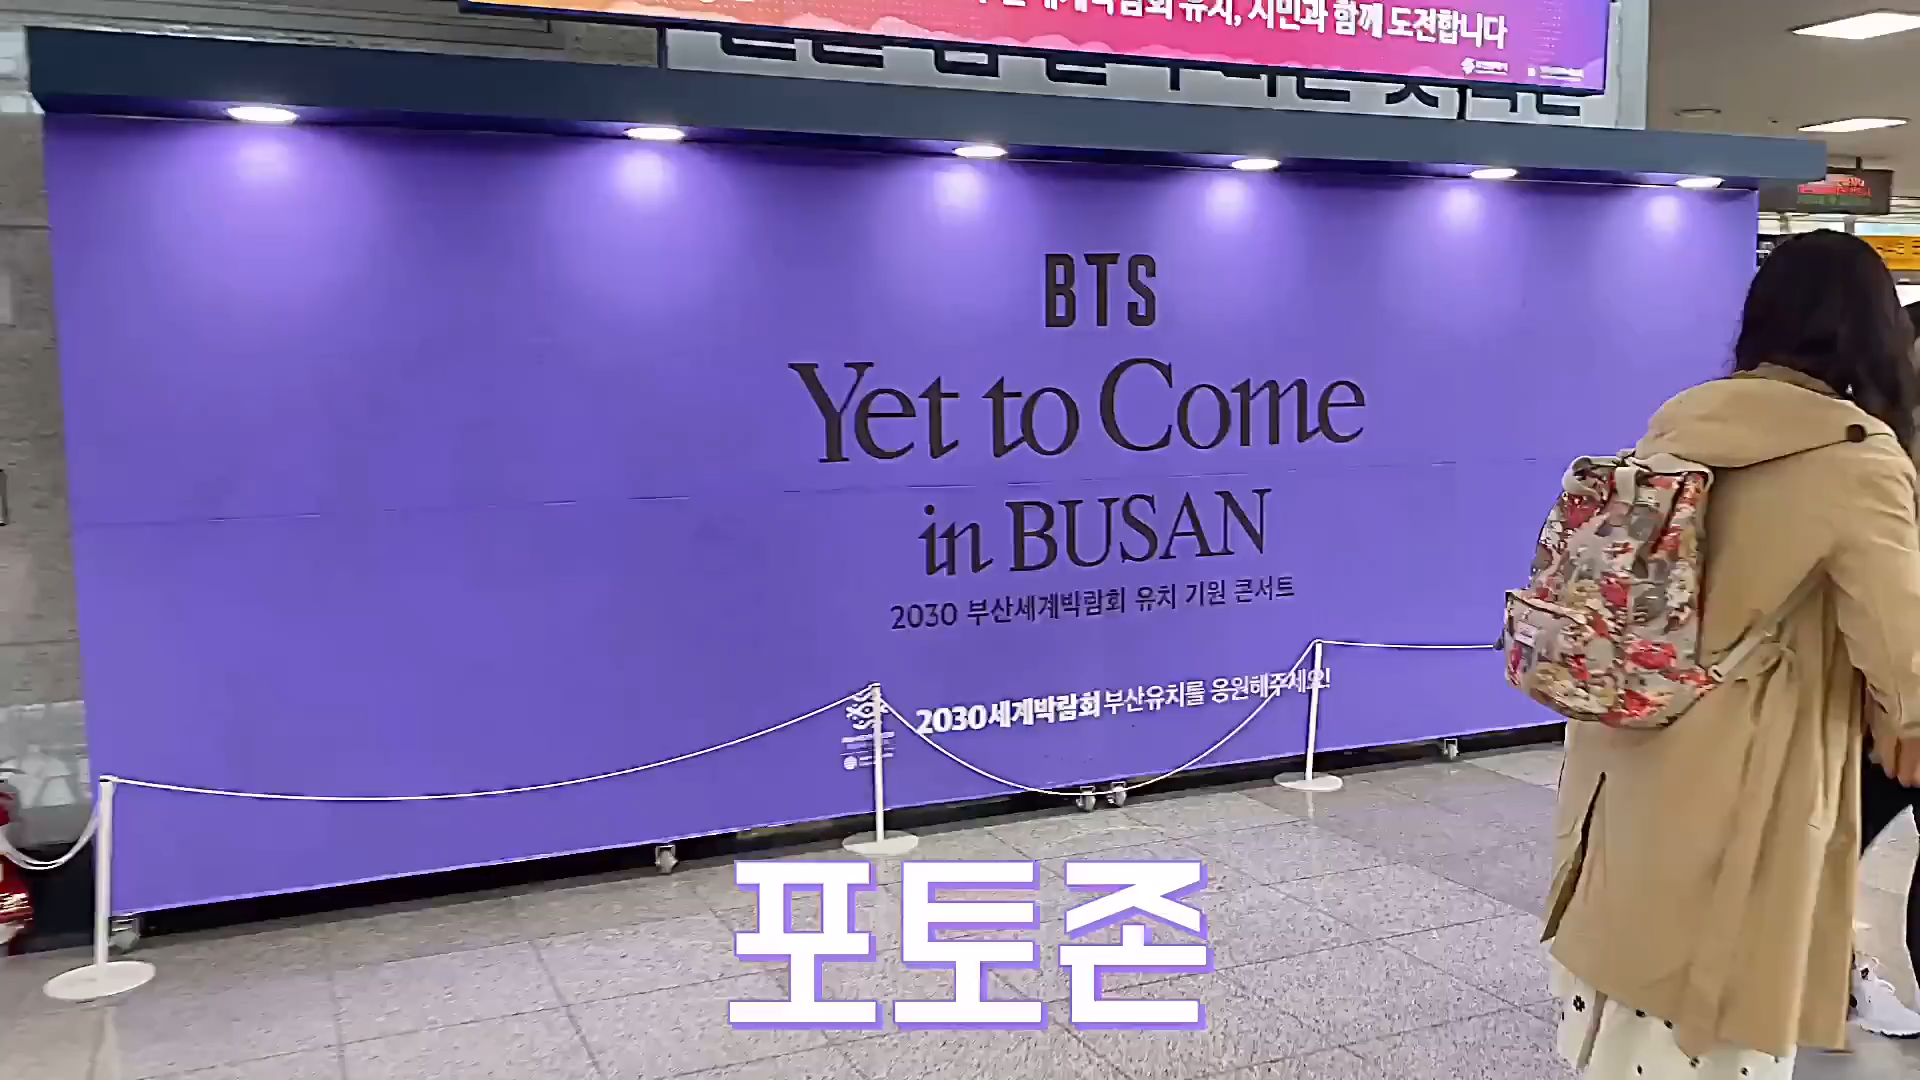 유치, 시민과 함께 도전합니다
BTS
Yet to Come
in BUSAN
2030 부산세계박람회 유치 기원 콘서트
2030세계박람회 부산유치를 응원해주세요!
포토존